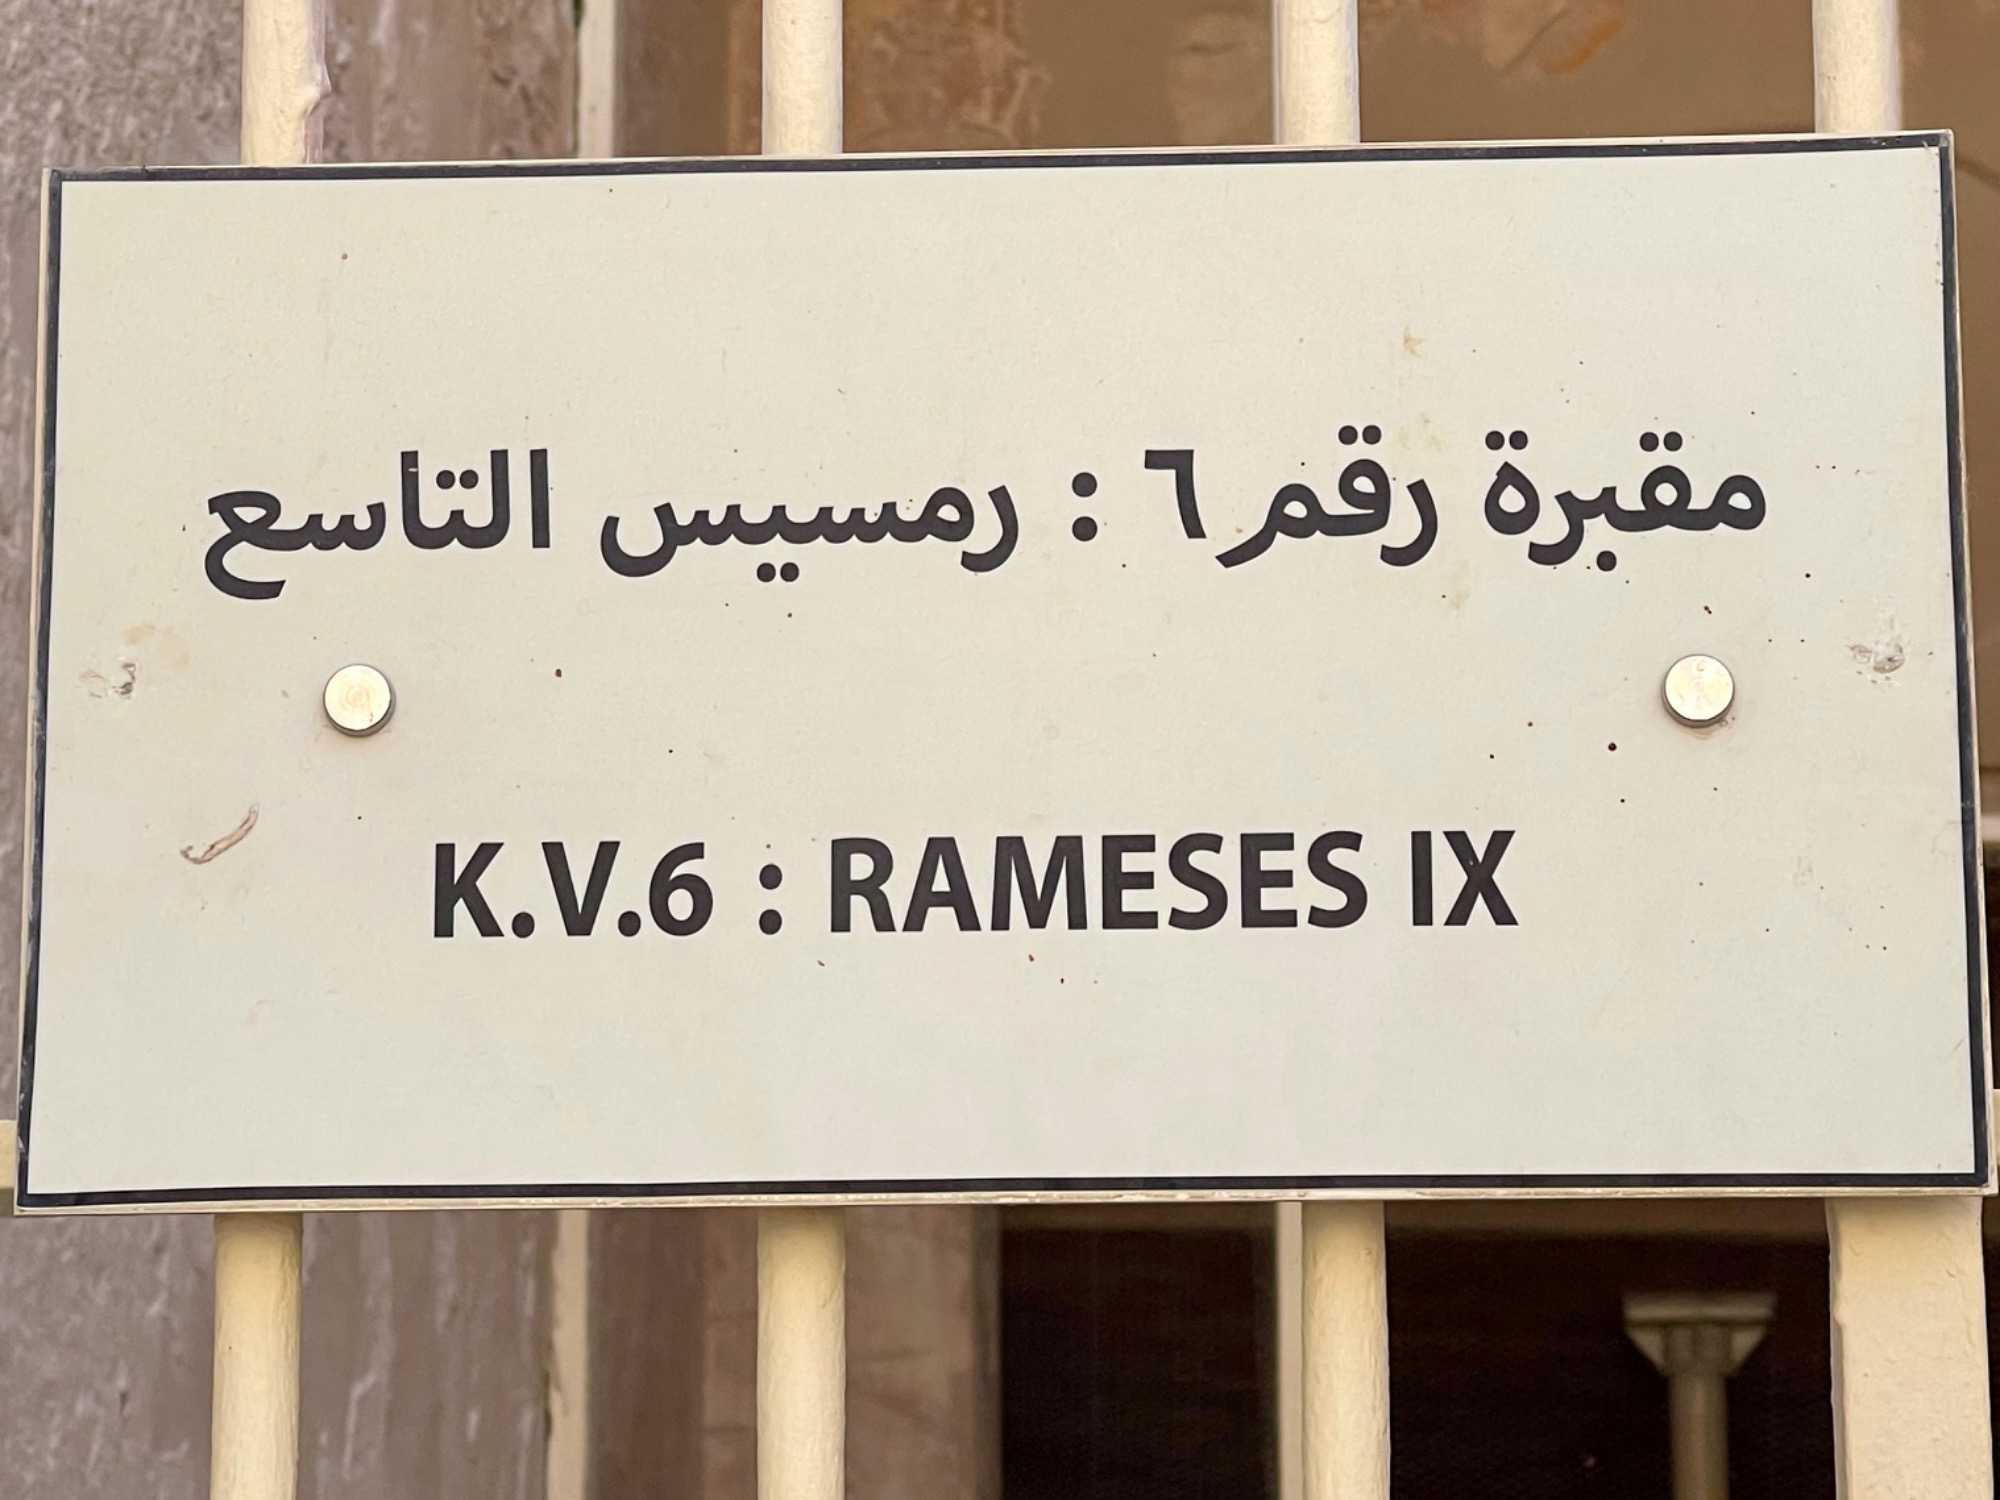 مقبرة رقم ٦ : رمسيس التاسع
K.V.6 : RAMESES IX